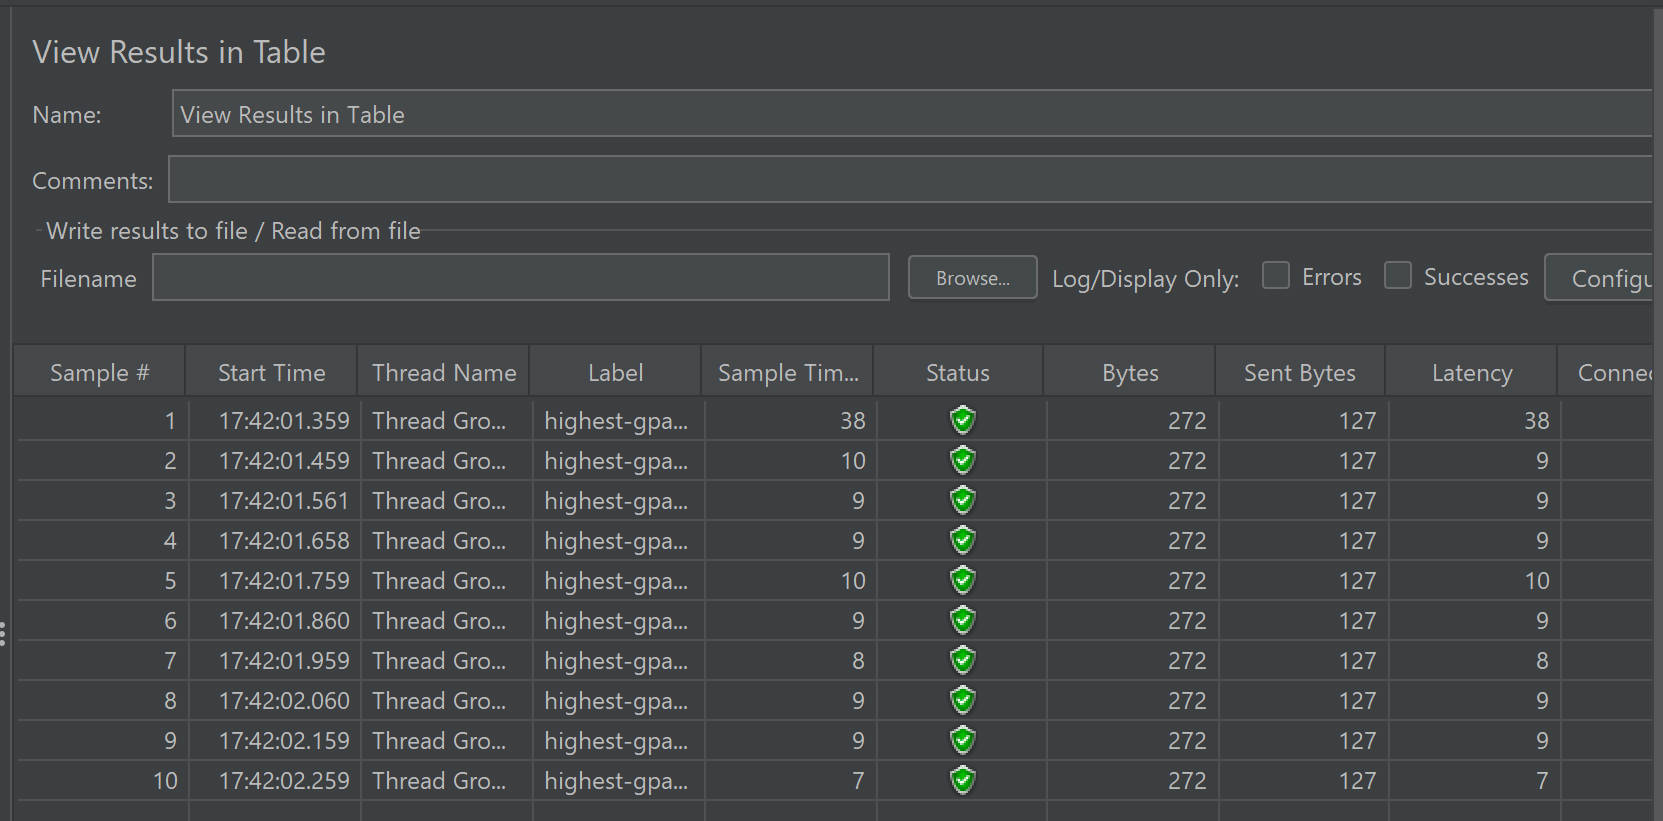 View Results in Table
Name: View Results in Table
Comments:
Write results to file / Read from file
Filename Browse... Log/Display Only: Errors Successes Configu
Sample # Start Time Thread Name Label Sample Tim... Status Bytes Sent Bytes Latency Connec
1 17:42:01.359 Thread Gro... highest-gpa... 38 272 127 38
2 17:42:01.459 Thread Gro... highest-gpa... 10 272 127 9
3 17:42:01.561 Thread Gro... highest-gpa... 9 272 127 9
4 17:42:01.658 Thread Gro... highest-gpa... 9 272 127 9
5 17:42:01.759 Thread Gro... highest-gpa... 10 272 127 10
6 17:42:01.860 Thread Gro... highest-gpa... 9 272 127 9
7 17:42:01.959 Thread Gro... highest-gpa... 8 272 127 8
8 17:42:02.060 Thread Gro... highest-gpa... 9 272 127 9
9 17:42:02.159 Thread Gro... highest-gpa... 9 272 127 9
10 17:42:02.259 Thread Gro... highest-gpa... 7 272 127 7